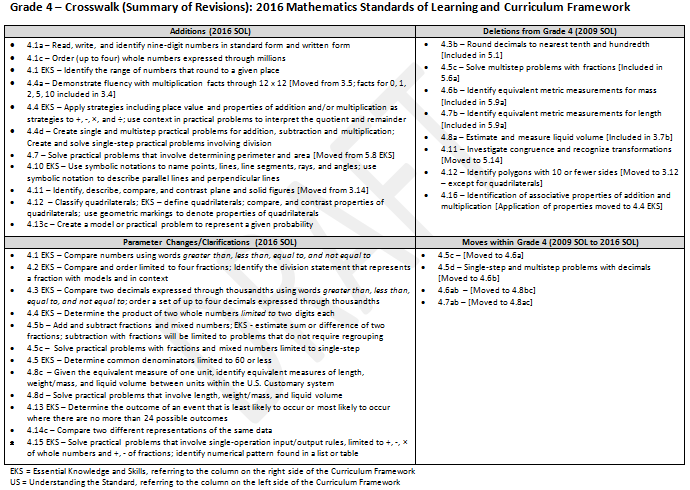 Grade 4 – Crosswalk (Summary of Revisions): 2016 Mathematics Standards of Learning and Curriculum Framework
Additions (2016 SOL)
• 4.1a – Read, write, and identify nine-digit numbers in standard form and written form
• 4.1c – Order (up to four) whole numbers expressed through millions
• 4.1 EKS – Identify the range of numbers that round to a given place
• 4.4a – Demonstrate fluency with multiplication facts through 12 x 12 [Moved from 3.5; facts for 0, 1,
2, 5, 10 included in 3.4]
• 4.4 EKS – Apply strategies including place value and properties of addition and/or multiplication as
strategies to +, -, ×, and ÷; use context in practical problems to interpret the quotient and remainder
• 4.4d – Create single and multistep practical problems for addition, subtraction and multiplication;
Create and solve single-step practical problems involving division
• 4.7 – Solve practical problems that involve determining perimeter and area [Moved from 5.8 EKS]
• 4.10 EKS – Use symbolic notations to name points, lines, line segments, rays, and angles; use
symbolic notation to describe parallel lines and perpendicular lines
• 4.11 – Identify, describe, compare, and contrast plane and solid figures [Moved from 3.14]
• 4.12 – Classify quadrilaterals; EKS – define quadrilaterals; compare, and contrast properties of
quadrilaterals; use geometric markings to denote properties of quadrilaterals
• 4.13c – Create a model or practical problem to represent a given probability
Deletions from Grade 4 (2009 SOL)
• 4.3b – Round decimals to nearest tenth and hundredth
[Included in 5.1]
• 4.5c – Solve multistep problems with fractions [Included in
5.6a]
• 4.6b – Identify equivalent metric measurements for mass
[Included in 5.9a]
• 4.7b – Identify equivalent metric measurements for length
[Included in 5.9a]
• 4.8a – Estimate and measure liquid volume [Included in 3.7b]
• 4.11 – Investigate congruence and recognize transformations
[Moved to 5.14]
• 4.12 – Identify polygons with 10 or fewer sides [Moved to 3.12
– except for quadrilaterals]
• 4.16 – Identification of associative properties of addition and
multiplication [Application of properties moved to 4.4 EKS]
Parameter Changes/Clarifications (2016 SOL)
• 4.1 EKS – Compare numbers using words greater than, less than, equal to, and not equal to
• 4.2 EKS – Compare and order limited to four fractions; Identify the division statement that represents
a fraction with models and in context
• 4.3 EKS – Compare two decimals expressed through thousandths using words greater than, less than,
equal to, and not equal to; order a set of up to four decimals expressed through thousandths
• 4.4 EKS – Determine the product of two whole numbers limited to two digits each
• 4.5b – Add and subtract fractions and mixed numbers; EKS - estimate sum or difference of two
fractions; subtraction with fractions will be limited to problems that do not require regrouping
• 4.5c – Solve practical problems with fractions and mixed numbers limited to single-step
• 4.5 EKS – Determine common denominators limited to 60 or less
• 4.8c – Given the equivalent measure of one unit, identify equivalent measures of length,
weight/mass, and liquid volume between units within the U.S. Customary system
• 4.8d – Solve practical problems that involve length, weight/mass, and liquid volume
• 4.13 EKS – Determine the outcome of an event that is least likely to occur or most likely to occur
where there are no more than 24 possible outcomes
• 4.14c – Compare two different representations of the same data
• 4.15 EKS – Solve practical problems that involve single-operation input/output rules, limited to +, -, ×
of whole numbers and +, - of fractions; identify numerical pattern found in a list or table
Moves within Grade 4 (2009 SOL to 2016 SOL)
• 4.5c – [Moved to 4.6a]
• 4.5d – Single-step and multistep problems with decimals
[Moved to 4.6b]
• 4.6ab – [Moved to 4.8bc]
• 4.7ab – [Moved to 4.8ac]
EKS = Essential Knowledge and Skills, referring to the column on the right side of the Curriculum Framework
US = Understanding the Standard, referring to the column on the left side of the Curriculum Framework
DRAFT